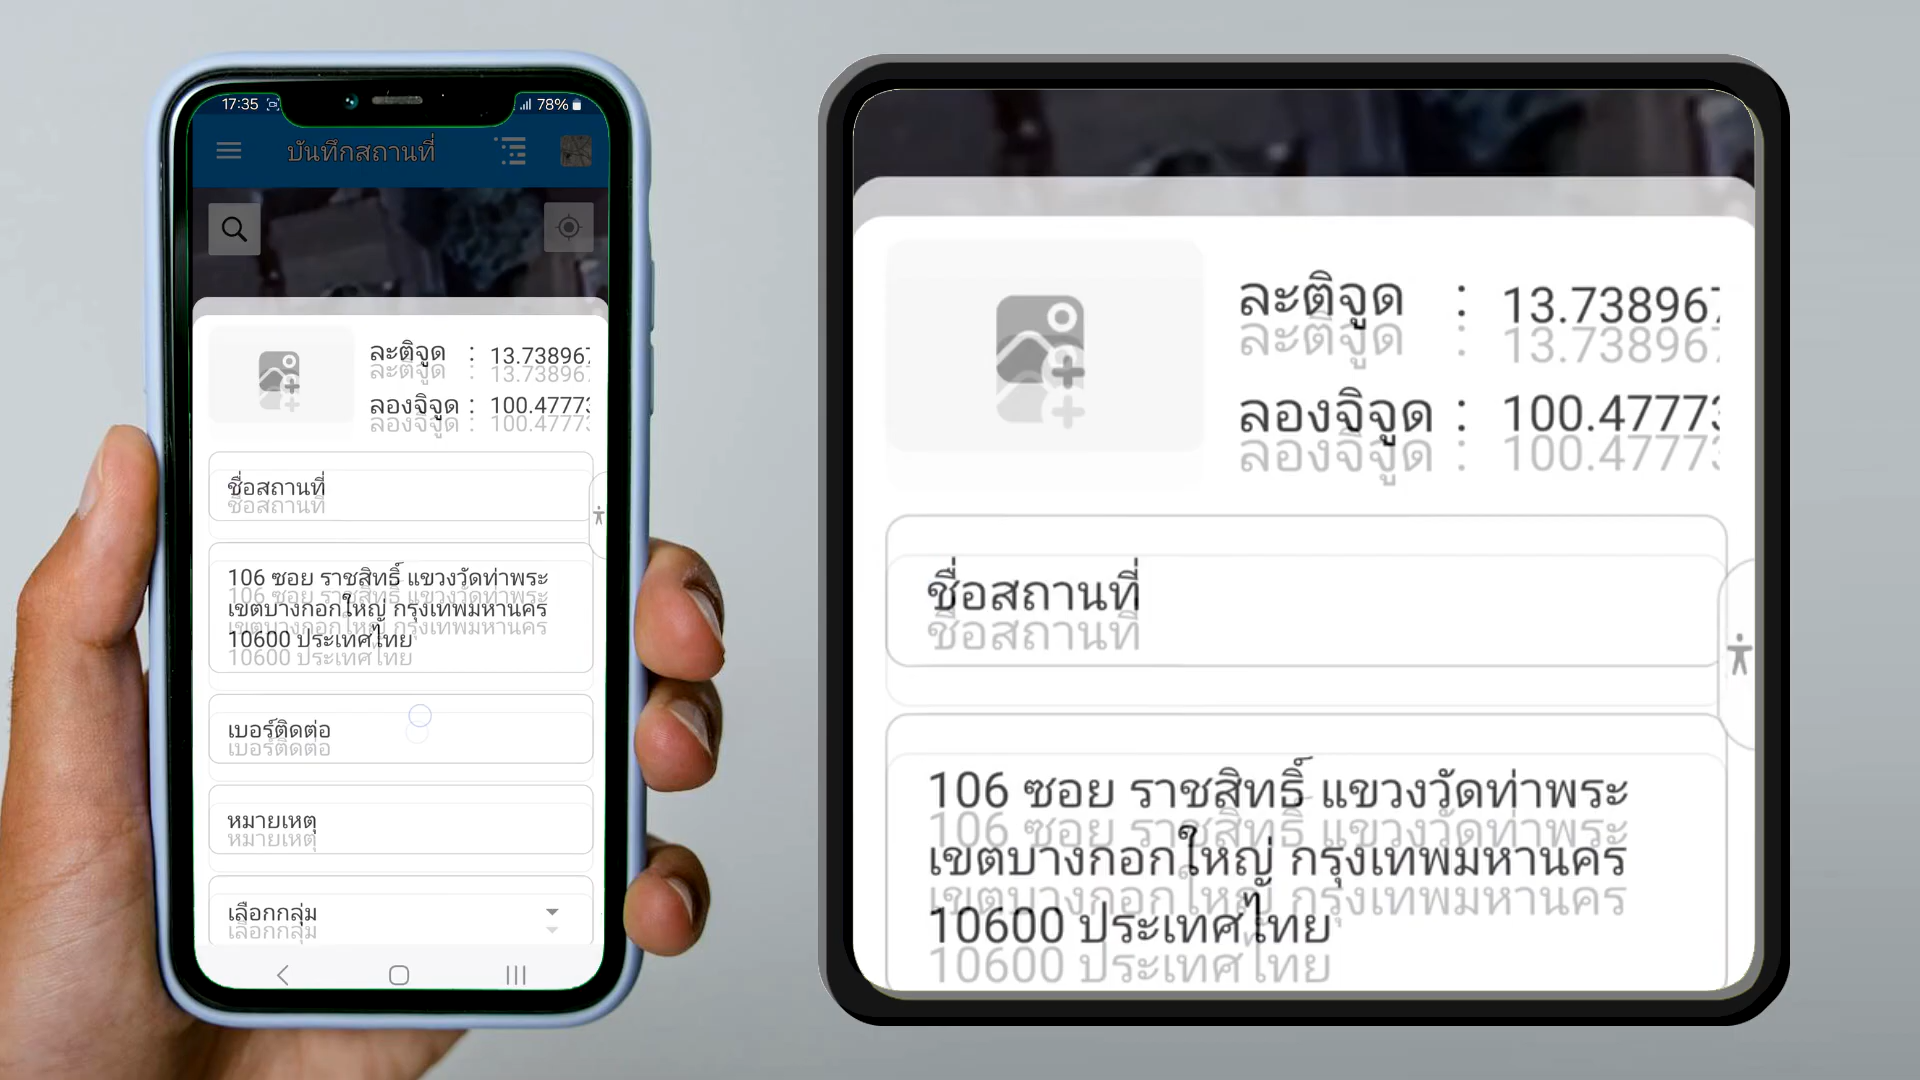 17:35
78%
บันทึกสถานที่
ละติจูด : 13.738967
ลองจิจูด : 100.47773
ชื่อสถานที่
106 ซอย ราชสิทธิ์ แขวงวัดท่าพระ
เขตบางกอกใหญ่ กรุงเทพมหานคร
10600 ประเทศไทย
เบอร์ติดต่อ
หมายเหตุ
เลือกกลุ่ม
ละติจูด : 13.738967
ลองจิจูด : 100.47773
ชื่อสถานที่
106 ซอย ราชสิทธิ์ แขวงวัดท่าพระ
เขตบางกอกใหญ่ กรุงเทพมหานคร
10600 ประเทศไทย